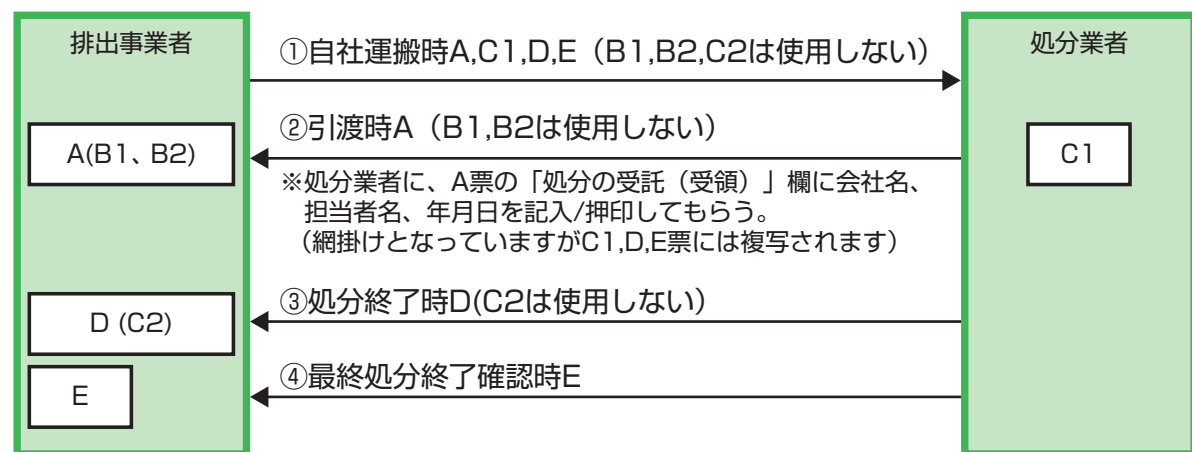 排出事業者
処分業者
①自社運搬時A,C1,D,E（B1,B2,C2は使用しない）
②引渡時A（B1,B2は使用しない）
A(B1、B2)
C1
※処分業者に、A票の「処分の受託（受領）」欄に会社名、
担当者名、年月日を記入/押印してもらう。
（網掛けとなっていますがC1,D,E票には複写されます）
③処分終了時D(C2は使用しない）
D (C2)
④最終処分終了確認時E
E